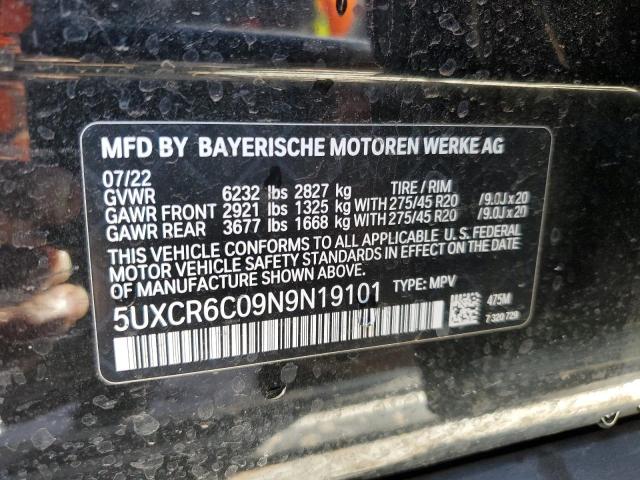 MFD BY BAYERISCHE MOTOREN WERKE AG
07/22
GVWR 6232 lbs 2827 kg TIRE / RIM
GAWR FRONT 2921 lbs 1325 kg WITH 275/45 R20 /9.0J x 20
GAWR REAR 3677 lbs 1668 kg WITH 275/45 R20 /9.0J x 20
THIS VEHICLE CONFORMS TO ALL APPLICABLE U.S. FEDERAL
MOTOR VEHICLE SAFETY STANDARDS IN EFFECT ON THE DATE
OF MANUFACTURE SHOWN ABOVE.
5UXCR6C09N9N19101 TYPE: MPV
475M
7 320 729